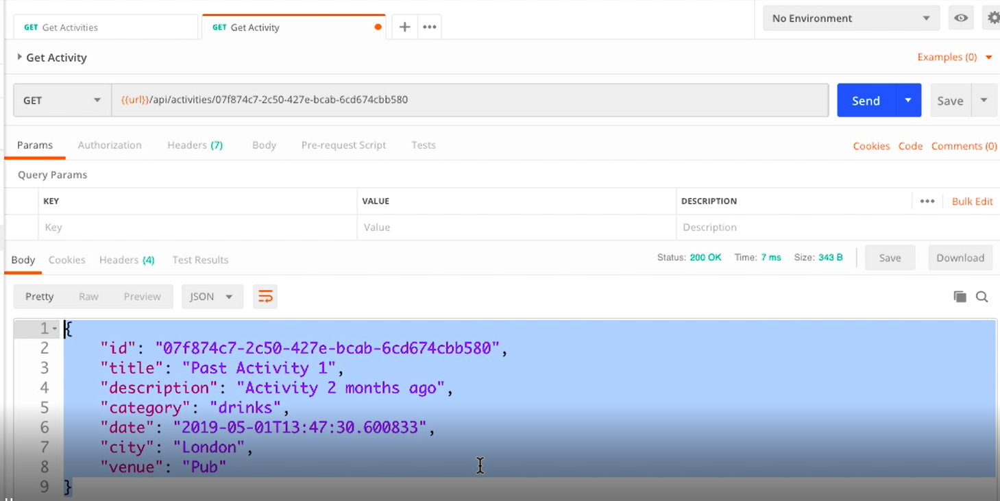 GET Get Activities
GET Get Activity
No Environment
Get Activity
Examples (0)
GET
{{url}}/api/activities/07f874c7-2c50-427e-bcab-6cd674cbb580
Send
Save
Params Authorization Headers (7) Body Pre-request Script Tests
Cookies Code Comments (0)
Query Params
KEY VALUE DESCRIPTION
Bulk Edit
Key Value Description
Body Cookies Headers (4) Test Results
Status: 200 OK Time: 7 ms Size: 343 B
Save Download
Pretty Raw Preview JSON
1 {
2 "id": "07f874c7-2c50-427e-bcab-6cd674cbb580",
3 "title": "Past Activity 1",
4 "description": "Activity 2 months ago",
5 "category": "drinks",
6 "date": "2019-05-01T13:47:30.600833",
7 "city": "London",
8 "venue": "Pub"
9 }